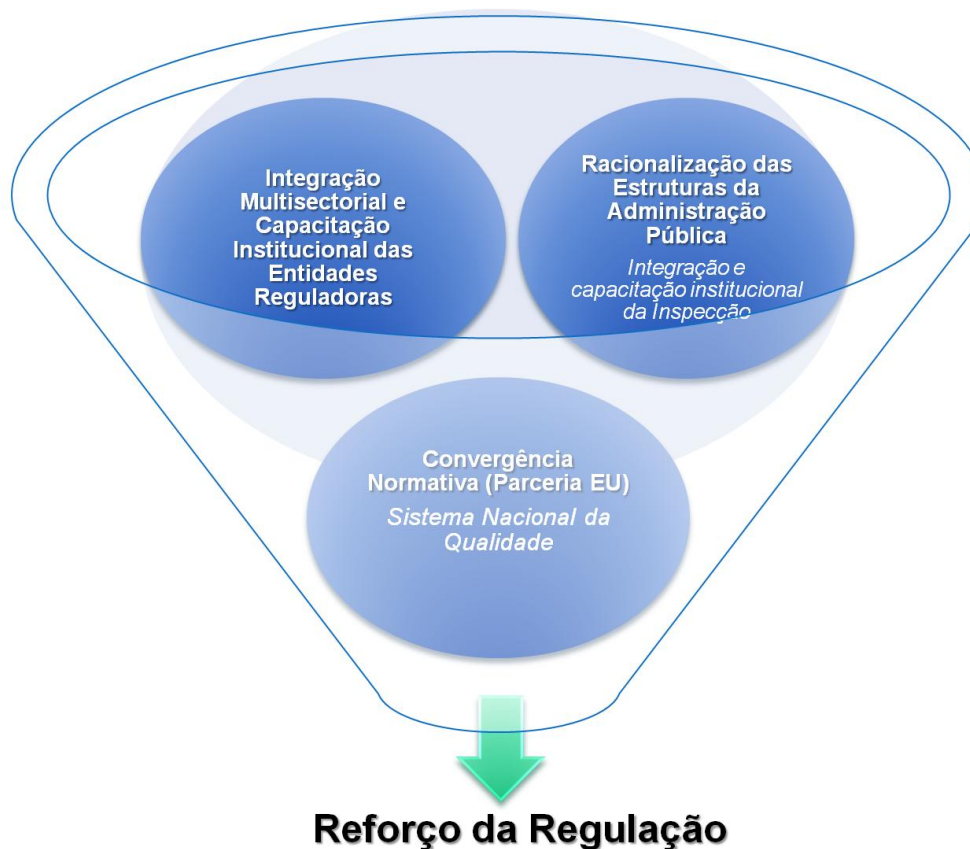 Integração
Multisectorial e
Capacitação
Institucional das
Entidades
Reguladoras
Racionalização das
Estruturas da
Administração
Pública
Integração e
capacitação institucional
da Inspecção
Convergência
Normativa (Parceria EU)
Sistema Nacional da
Qualidade
Reforço da Regulação